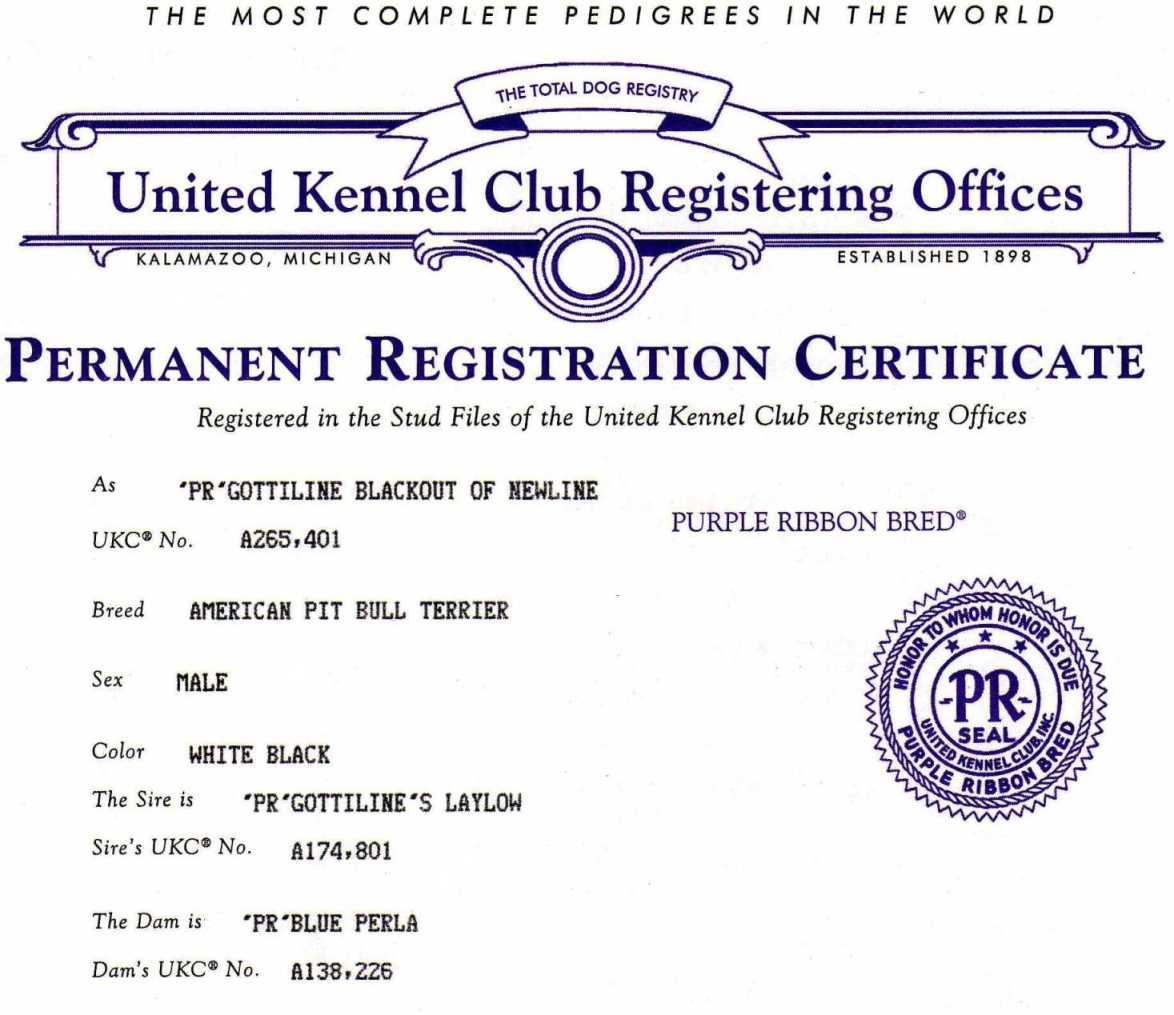 THE MOST COMPLETE PEDIGREES IN THE WORLD
THE TOTAL DOG REGISTRY
United Kennel Club Registering Offices
KALAMAZOO, MICHIGAN
ESTABLISHED 1898
PERMANENT REGISTRATION CERTIFICATE
Registered in the Stud Files of the United Kennel Club Registering Offices
As 'PR'GOTTILINE BLACKOUT OF NEWLINE
PURPLE RIBBON BRED®
UKC® No. A265,401
Breed AMERICAN PIT BULL TERRIER
Sex MALE
Color WHITE BLACK
The Sire is 'PR'GOTTILINE'S LAYLOW
Sire's UKC® No. A174,801
The Dam is 'PR'BLUE PERLA
Dam's UKC® No. A138,226
HONOR TO WHOM HONOR IS DUE
-PR-
SEAL
UNITED KENNEL CLUB, INC.
PURPLE RIBBON BRED